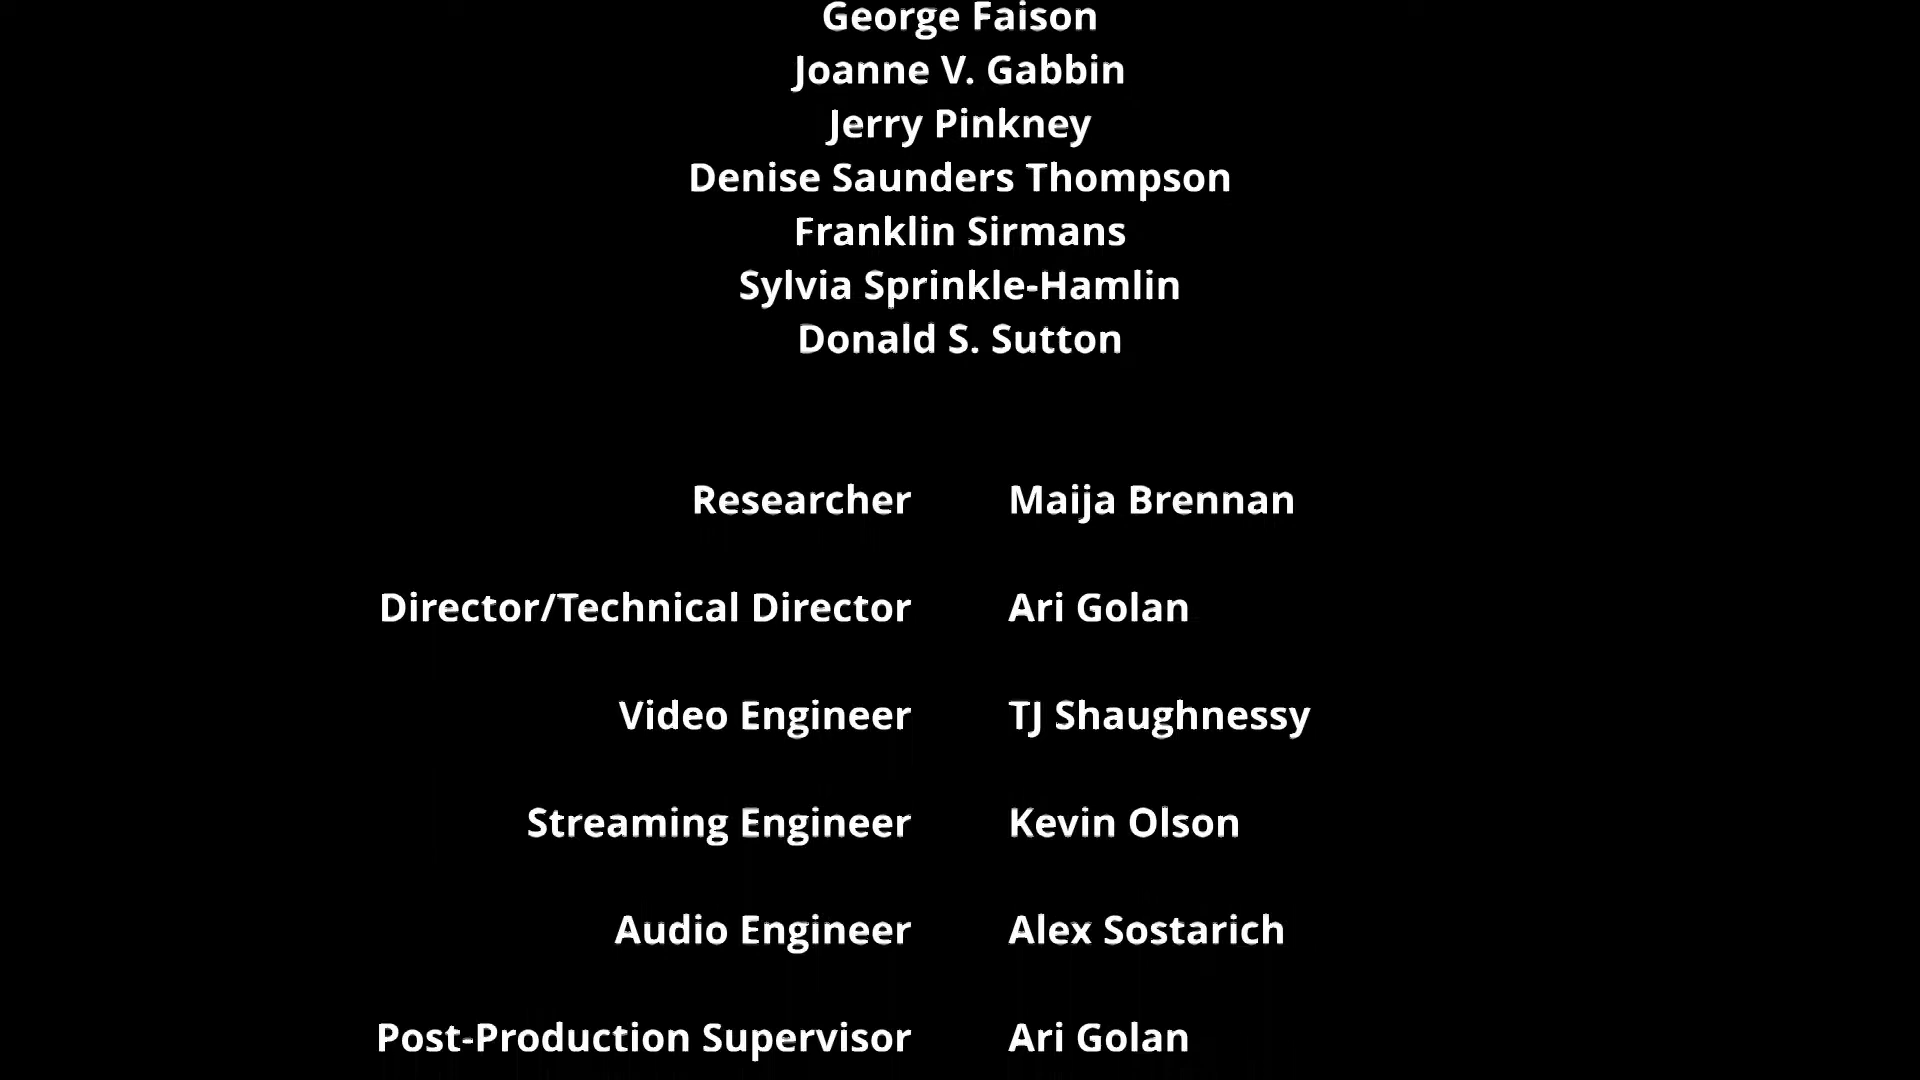 George Faison
Joanne V. Gabbin
Jerry Pinkney
Denise Saunders Thompson
Franklin Sirmans
Sylvia Sprinkle-Hamlin
Donald S. Sutton
Researcher Maija Brennan
Director/Technical Director Ari Golan
Video Engineer TJ Shaughnessy
Streaming Engineer Kevin Olson
Audio Engineer Alex Sostarich
Post-Production Supervisor Ari Golan